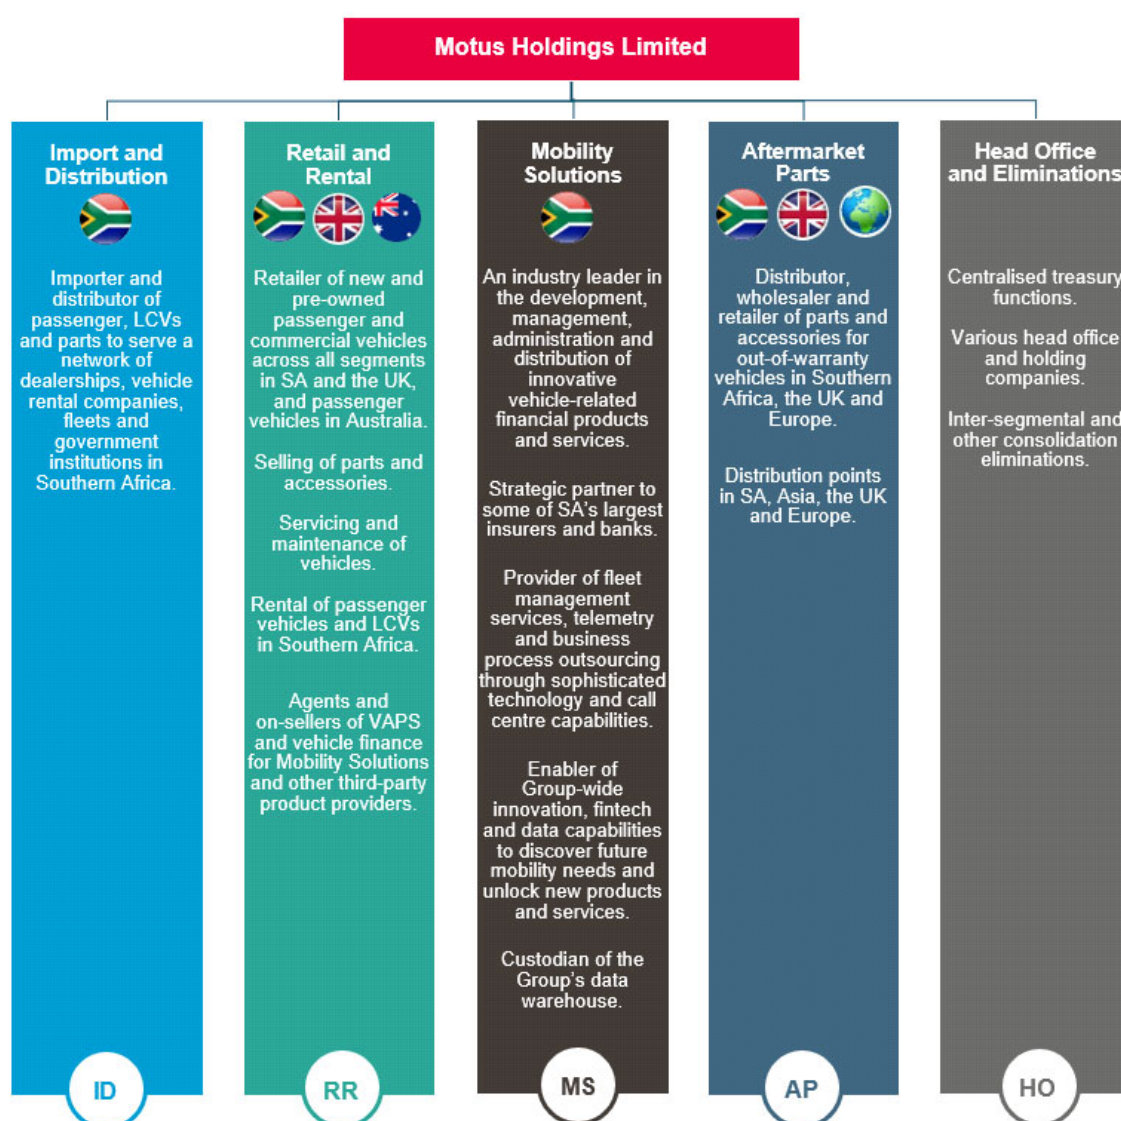 Motus Holdings Limited
Import and
Distribution
Importer and
distributor of
passenger, LCVs
and parts to serve a
network of
dealerships, vehicle
rental companies,
fleets and
government
institutions in
Southern Africa.
ID
Retail and
Rental
Retailer of new and
pre-owned
passenger and
commercial vehicles
across all segments
in SA and the UK,
and passenger
vehicles in Australia.
Selling of parts and
accessories.
Servicing and
maintenance of
vehicles.
Rental of passenger
vehicles and LCVs
in Southern Africa.
Agents and
on-sellers of VAPS
and vehicle finance
for Mobility Solutions
and other third-party
product providers.
RR
Mobility
Solutions
An industry leader in
the development,
management,
administration and
distribution of
innovative
vehicle-related
financial products
and services.
Strategic partner to
some of SA's largest
insurers and banks.
Provider of fleet
management
services, telemetry
and business
process outsourcing
through sophisticated
technology and call
centre capabilities.
Enabler of
Group-wide
innovation, fintech
and data capabilities
to discover future
mobility needs and
unlock new products
and services.
Custodian of the
Group's data
warehouse.
MS
Aftermarket
Parts
Distributor,
wholesaler and
retailer of parts and
accessories for
out-of-warranty
vehicles in Southern
Africa, the UK and
Europe.
Distribution points
in SA, Asia, the UK
and Europe.
AP
Head Office
and Eliminations
Centralised treasury
functions.
Various head office
and holding
companies.
Inter-segmental and
other consolidation
eliminations.
HO